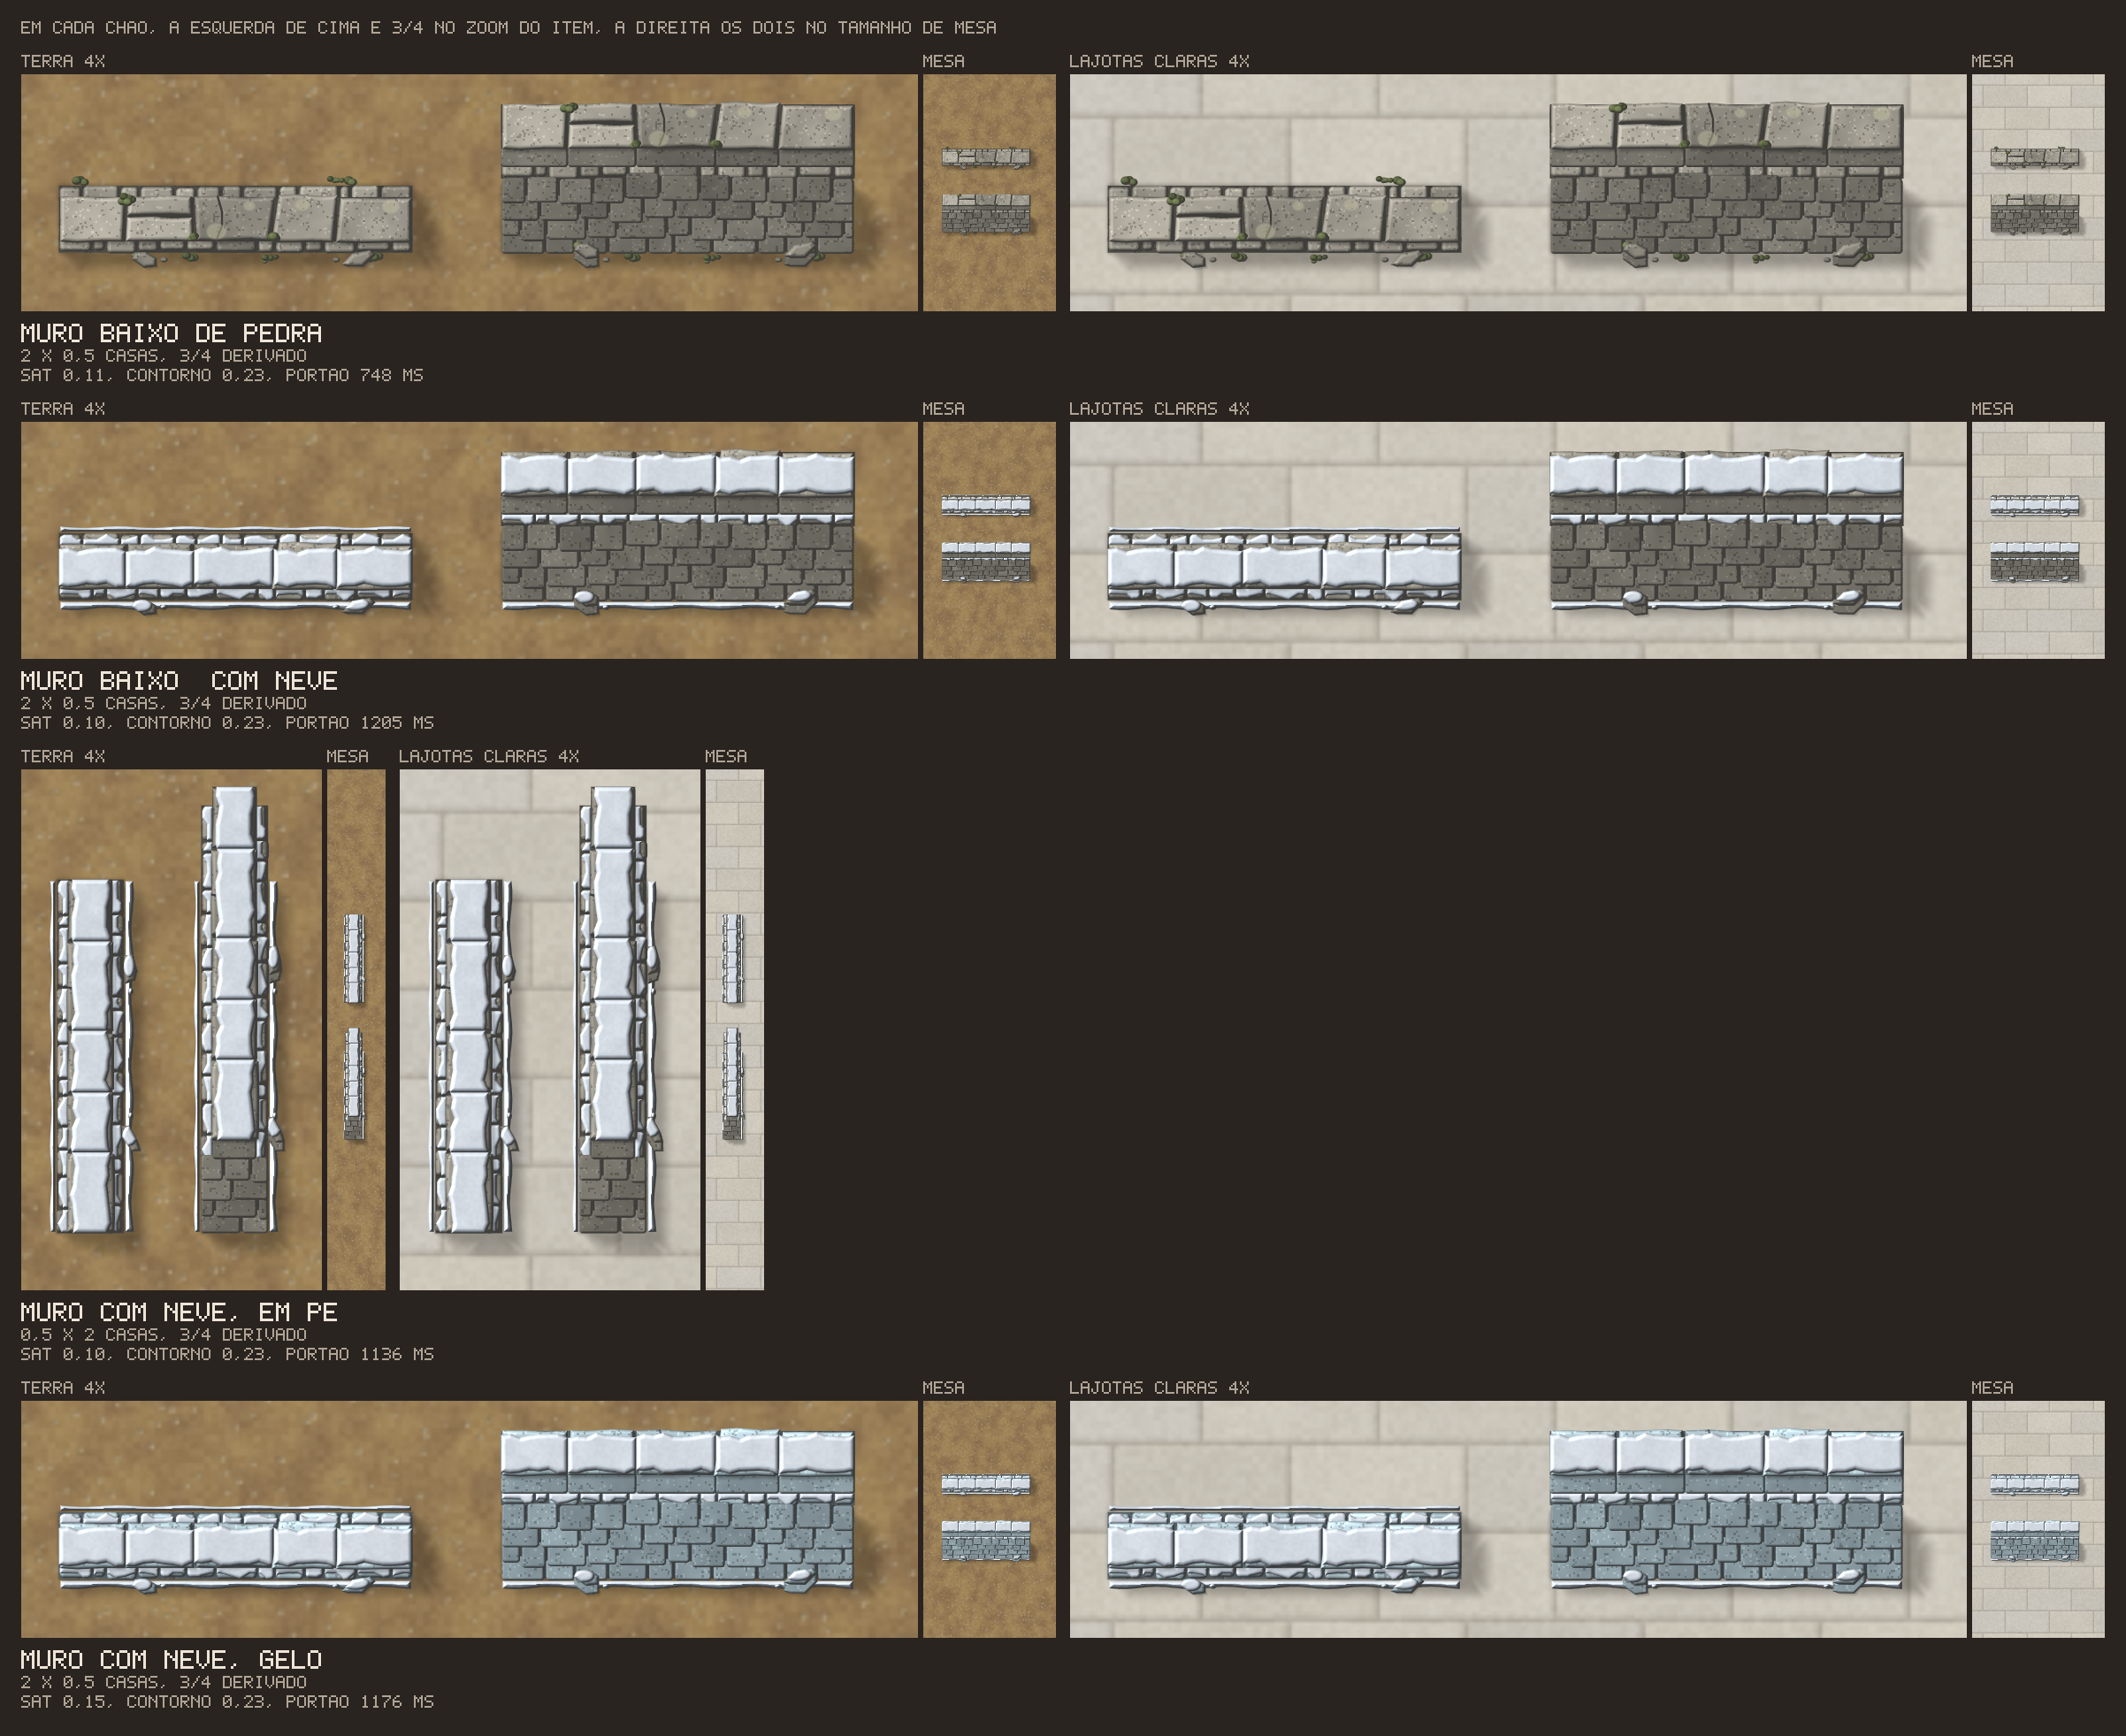 EM CADA CHAO, A ESQUERDA DE CIMA E 3/4 NO ZOOM DO ITEM, A DIREITA OS DOIS NO TAMANHO DE MESA
TERRA 4X
MESA
LAJOTAS CLARAS 4X
MESA
MURO BAIXO DE PEDRA
2 X 0,5 CASAS, 3/4 DERIVADO
SAT 0,11, CONTORNO 0,23, PORTAO 748 MS
TERRA 4X
MESA
LAJOTAS CLARAS 4X
MESA
MURO BAIXO  COM NEVE
2 X 0,5 CASAS, 3/4 DERIVADO
SAT 0,10, CONTORNO 0,23, PORTAO 1205 MS
TERRA 4X
MESA
LAJOTAS CLARAS 4X
MESA
MURO COM NEVE, EM PE
0,5 X 2 CASAS, 3/4 DERIVADO
SAT 0,10, CONTORNO 0,23, PORTAO 1136 MS
TERRA 4X
MESA
LAJOTAS CLARAS 4X
MESA
MURO COM NEVE, GELO
2 X 0,5 CASAS, 3/4 DERIVADO
SAT 0,15, CONTORNO 0,23, PORTAO 1176 MS